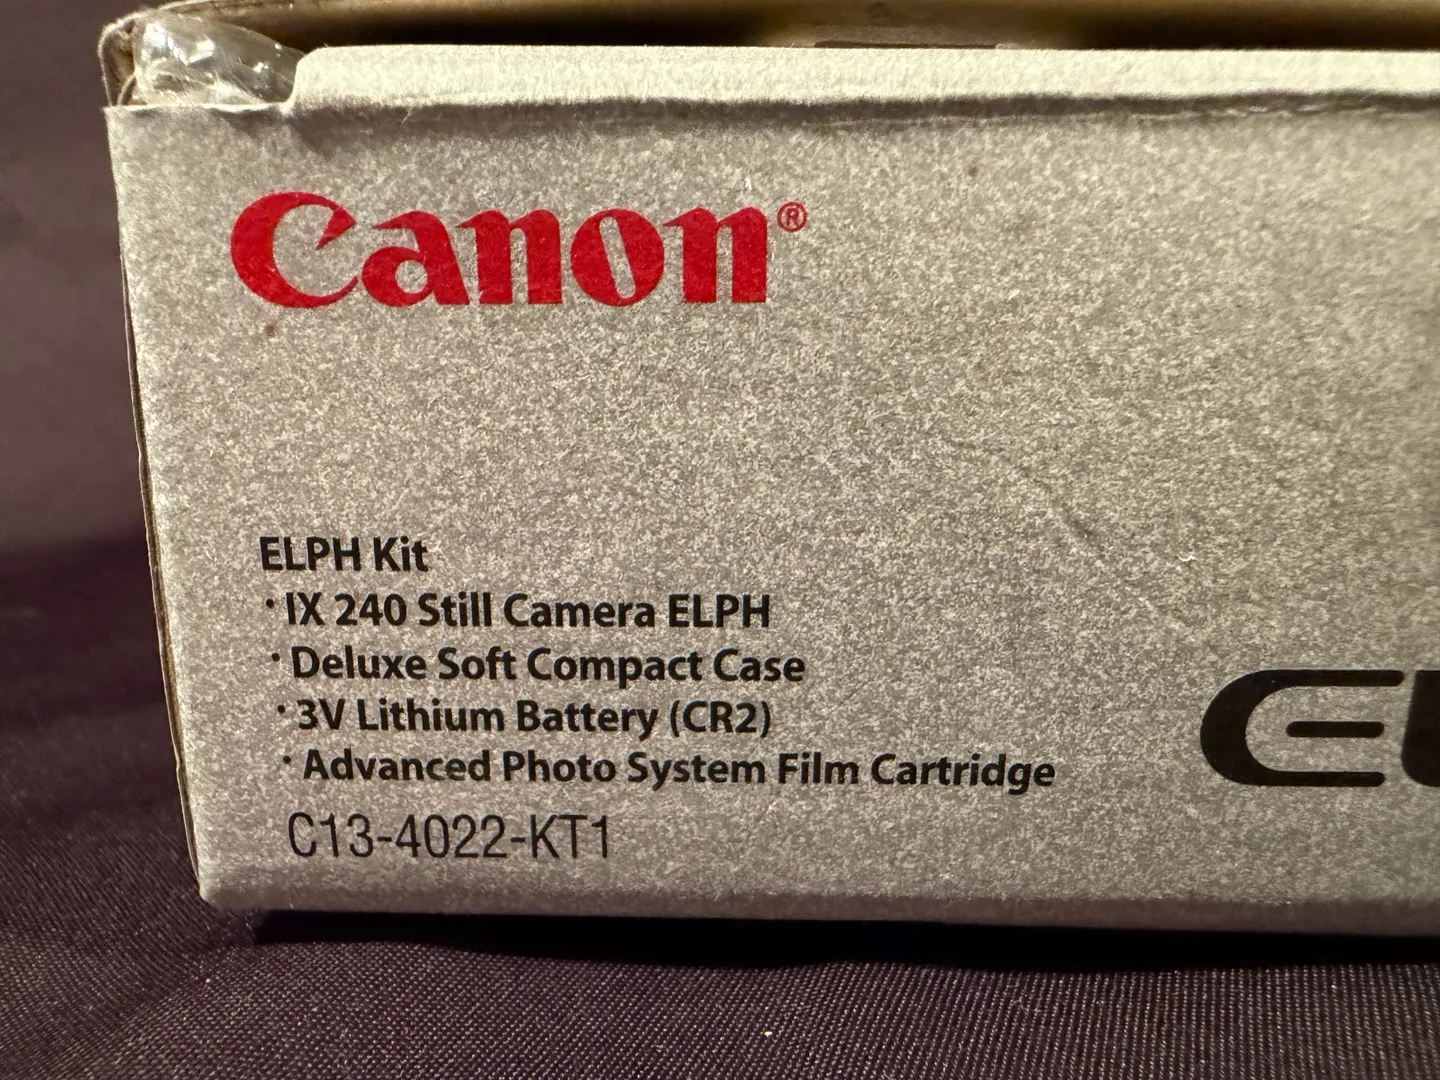 Canon®
ELPH Kit
· IX 240 Still Camera ELPH
· Deluxe Soft Compact Case
· 3V Lithium Battery (CR2)
· Advanced Photo System Film Cartridge
C13-4022-KT1